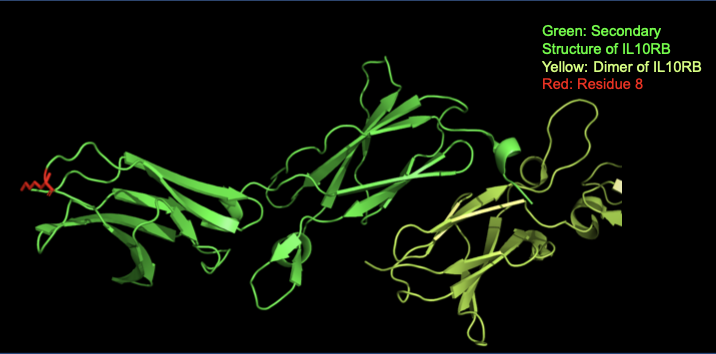 Green: Secondary
Structure of IL10RB
Yellow: Dimer of IL10RB
Red: Residue 8